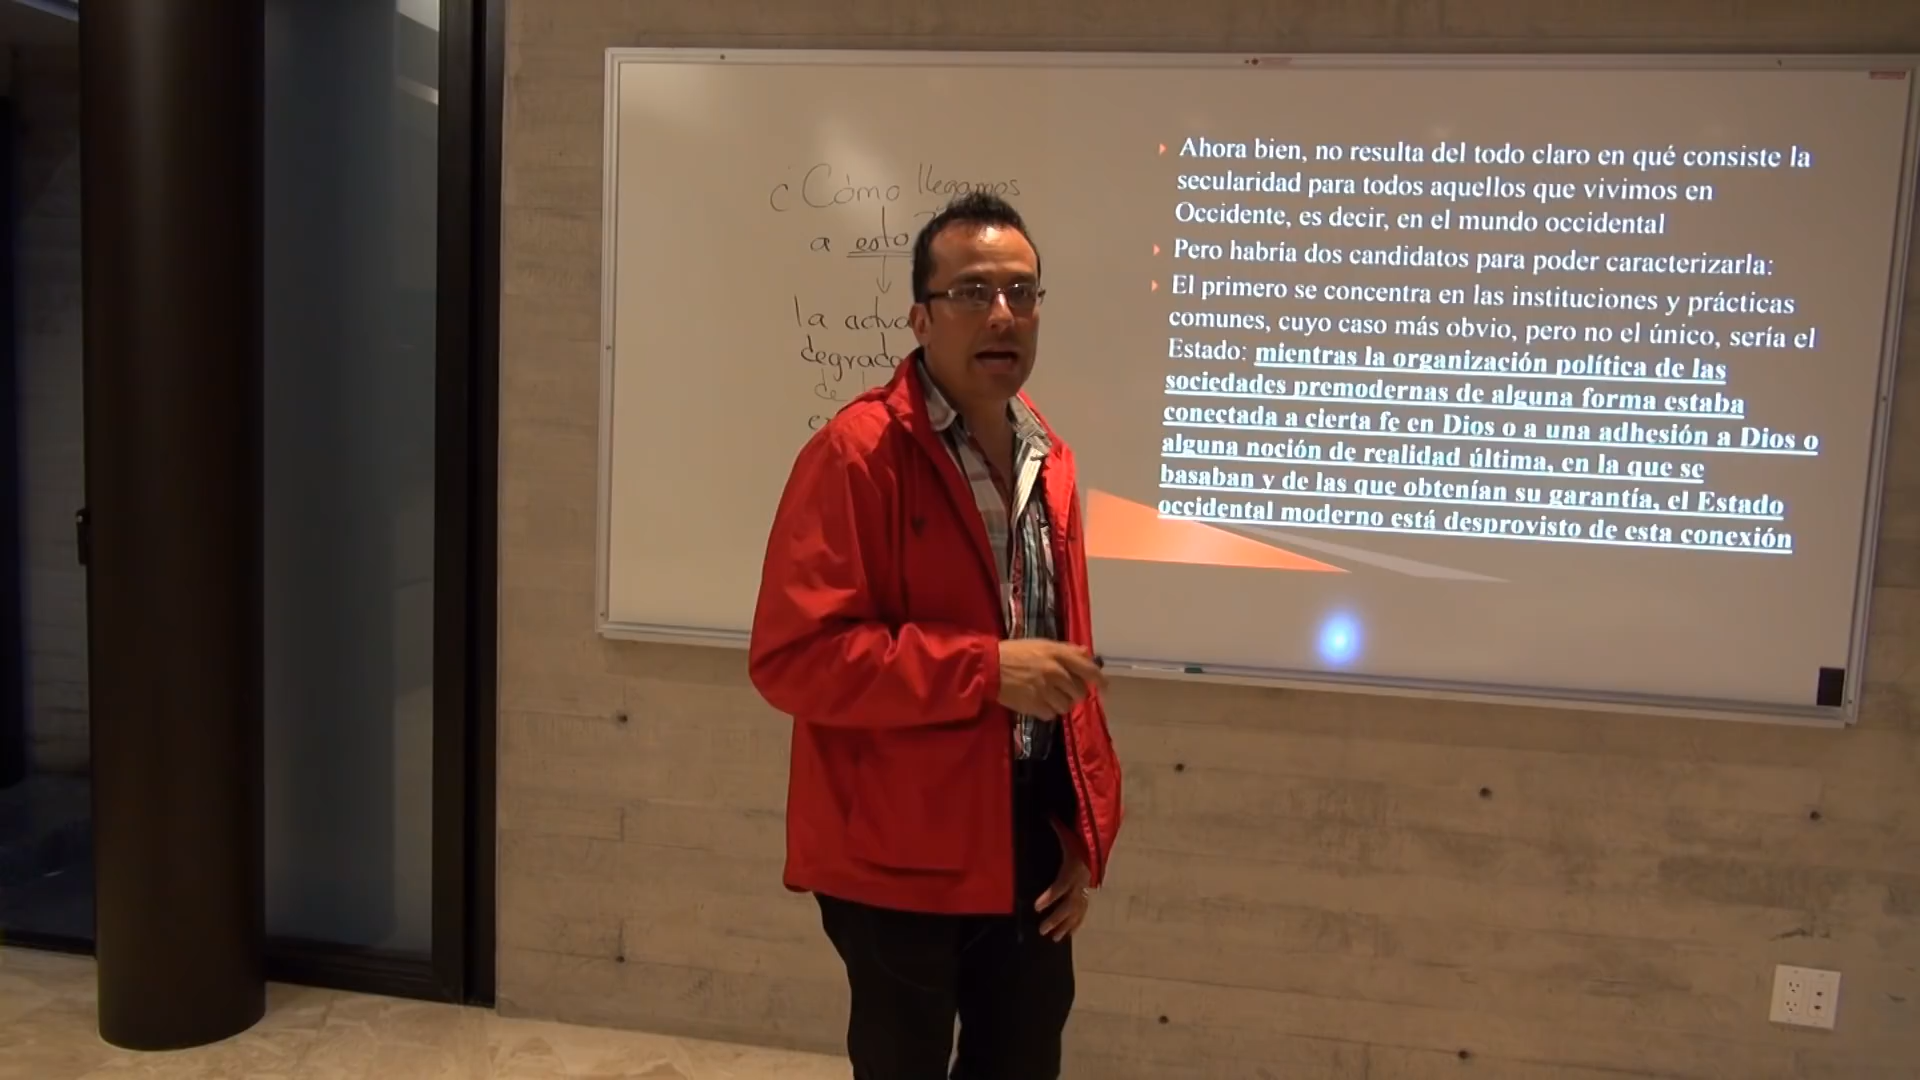 ¿Cómo llegamos
a esto
la
de
Ahora bien, no resulta del todo claro en qué consiste la
secularidad para todos aquellos que vivimos en
Occidente, es decir, en el mundo occidental
Pero habría dos candidatos para poder caracterizarla:
El primero se concentra en las instituciones y prácticas
comunes, cuyo caso más obvio, pero no el único, sería el
Estado: mientras la organización política de las
sociedades premodernas de alguna forma estaba
conectada a cierta fe en Dios o a una adhesión a Dios o
alguna noción de realidad última, en la que se
basaban y de las que obtenían su garantía, el Estado
occidental moderno está desprovisto de esta conexión